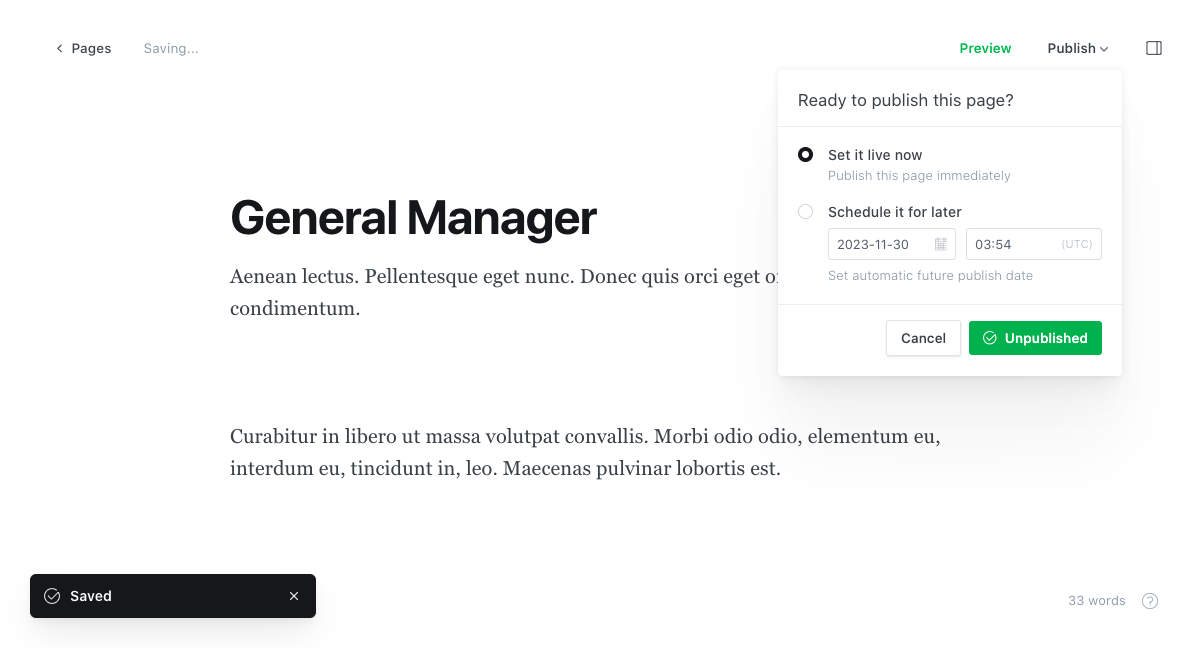 Pages
Saving...
Preview
Publish
Ready to publish this page?
Set it live now
Publish this page immediately
Schedule it for later
2023-11-30
03:54
(UTC)
Set automatic future publish date
Cancel
Unpublished
General Manager
Aenean lectus. Pellentesque eget nunc. Donec quis orci eget
condimentum.
Curabitur in libero ut massa volutpat convallis. Morbi odio odio, elementum eu,
interdum eu, tincidunt in, leo. Maecenas pulvinar lobortis est.
Saved
33 words
?